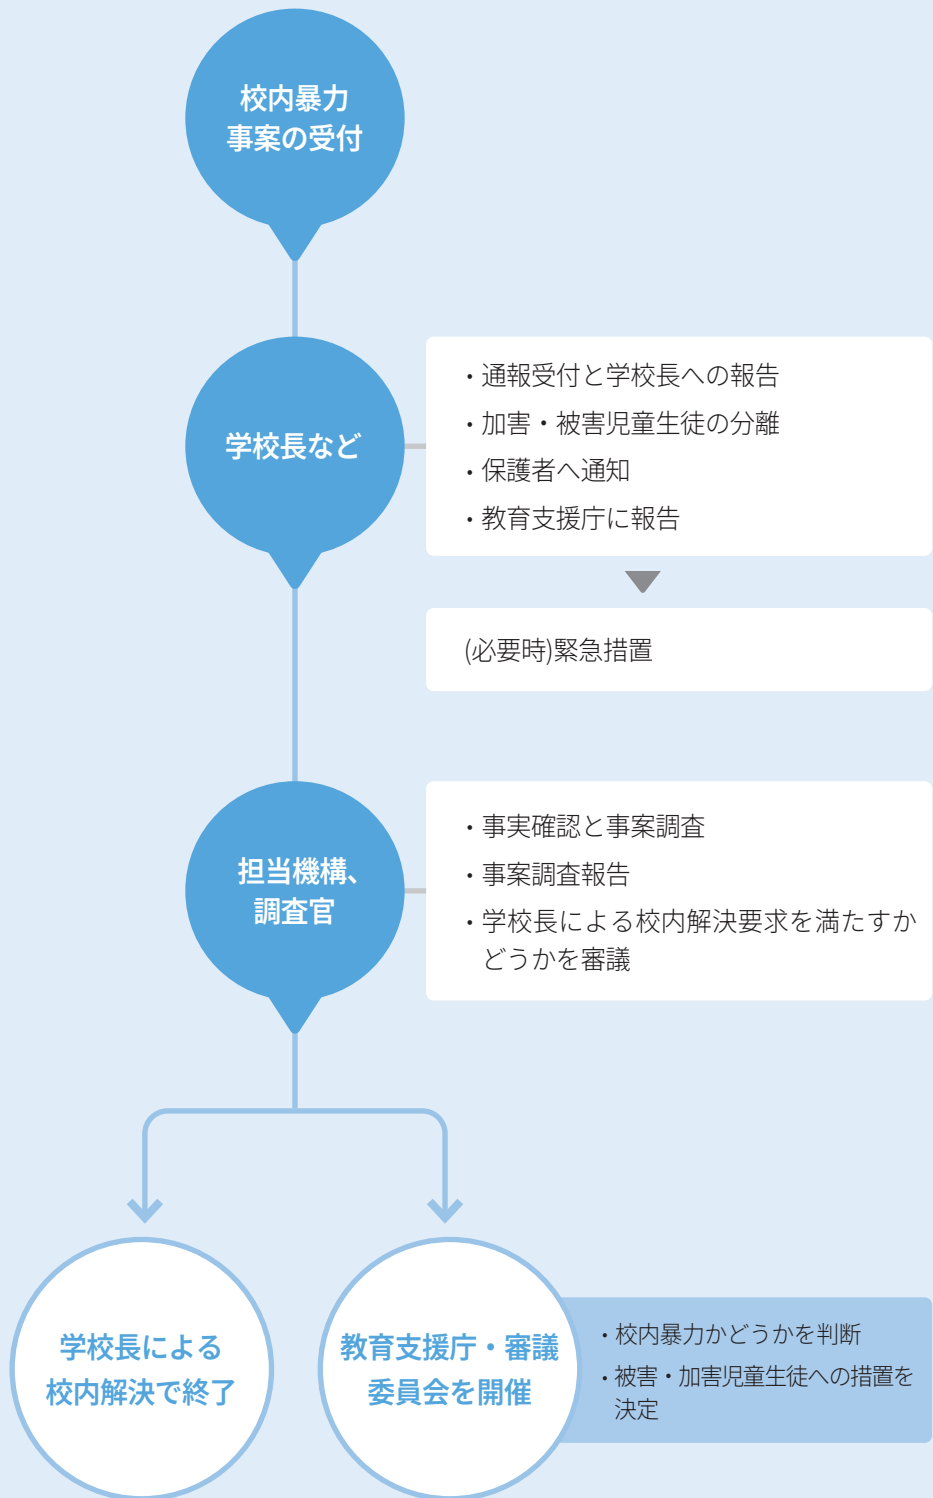 校内暴力
事案の受付
学校長など
・通報受付と学校長への報告
・加害・被害児童生徒の分離
・保護者へ通知
・教育支援庁に報告
(必要時)緊急措置
担当機構、
調査官
・事実確認と事案調査
・事案調査報告
・学校長による校内解決要求を満たすか
どうかを審議
学校長による
校内解決で終了
教育支援庁・審議
委員会を開催
・校内暴力かどうかを判断
・被害・加害児童生徒への措置を
決定